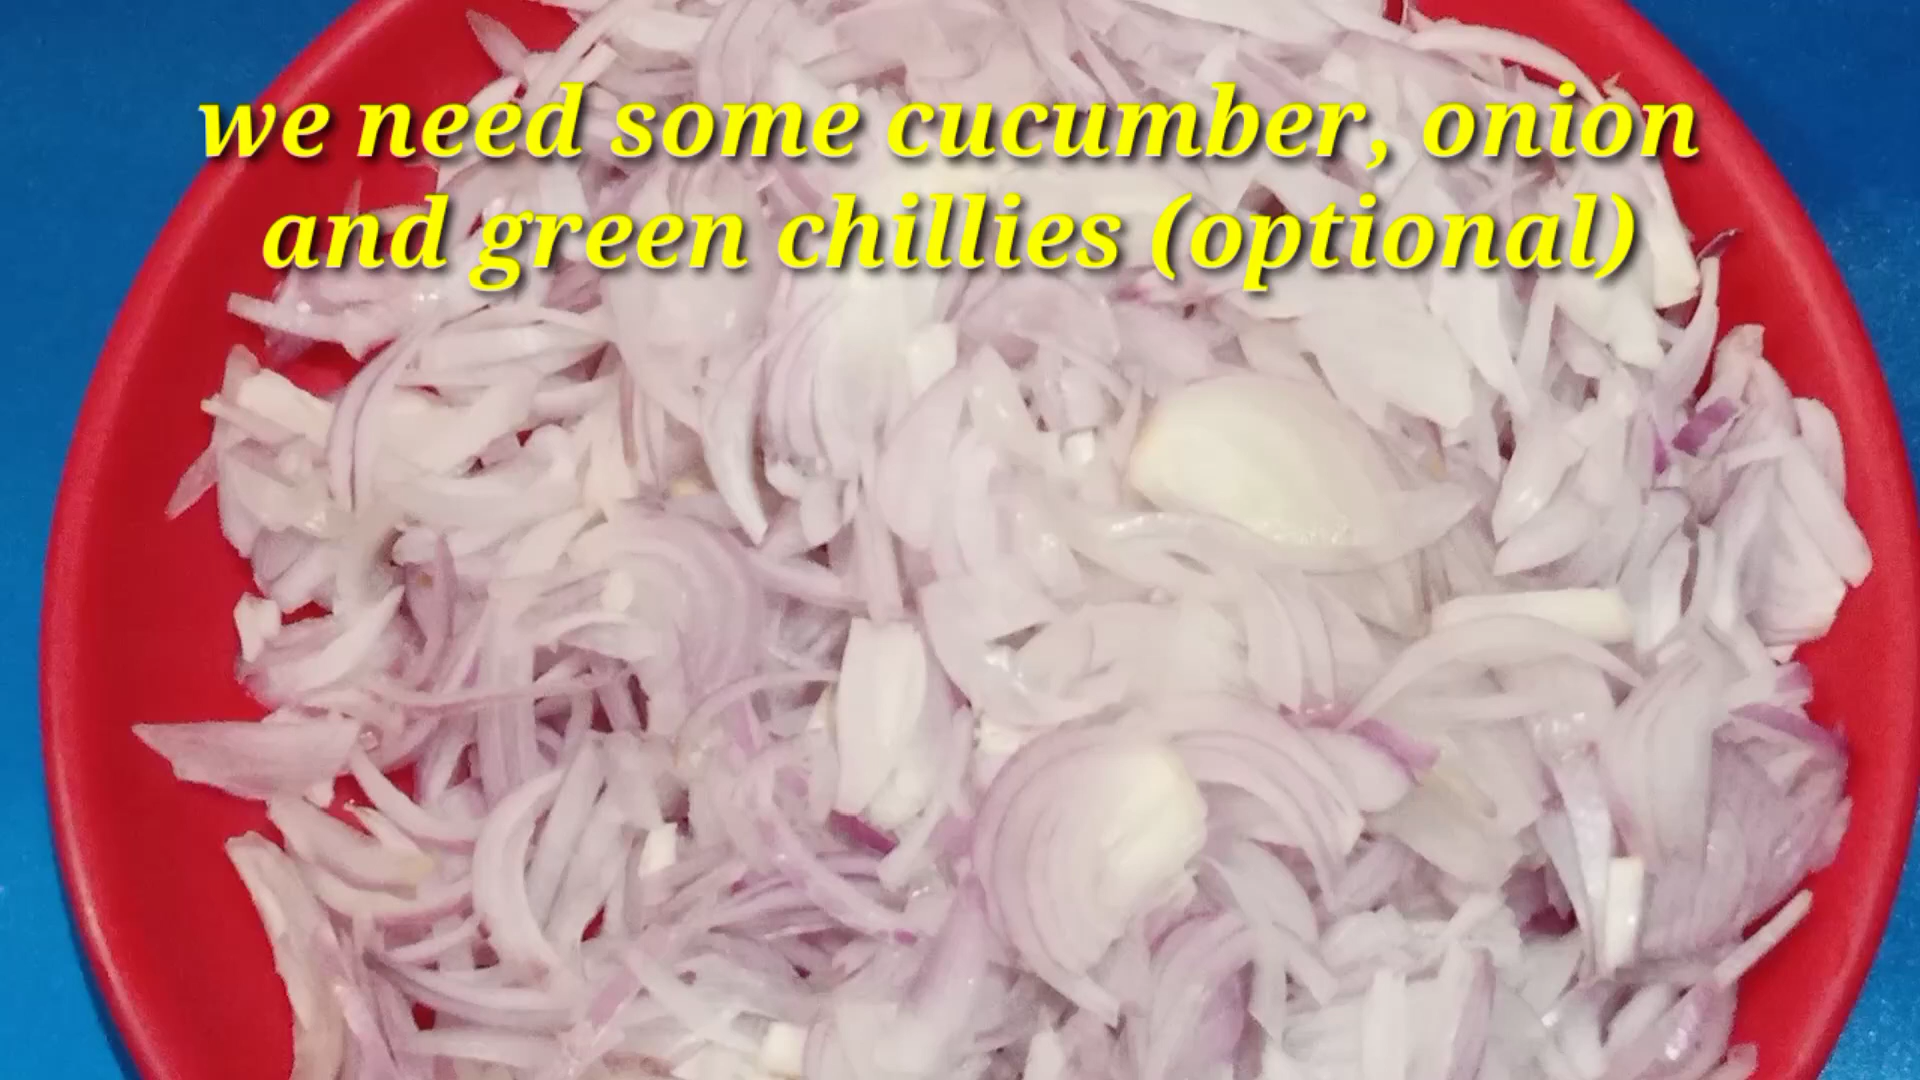 we need some cucumber, onion
and green chillies (optional)